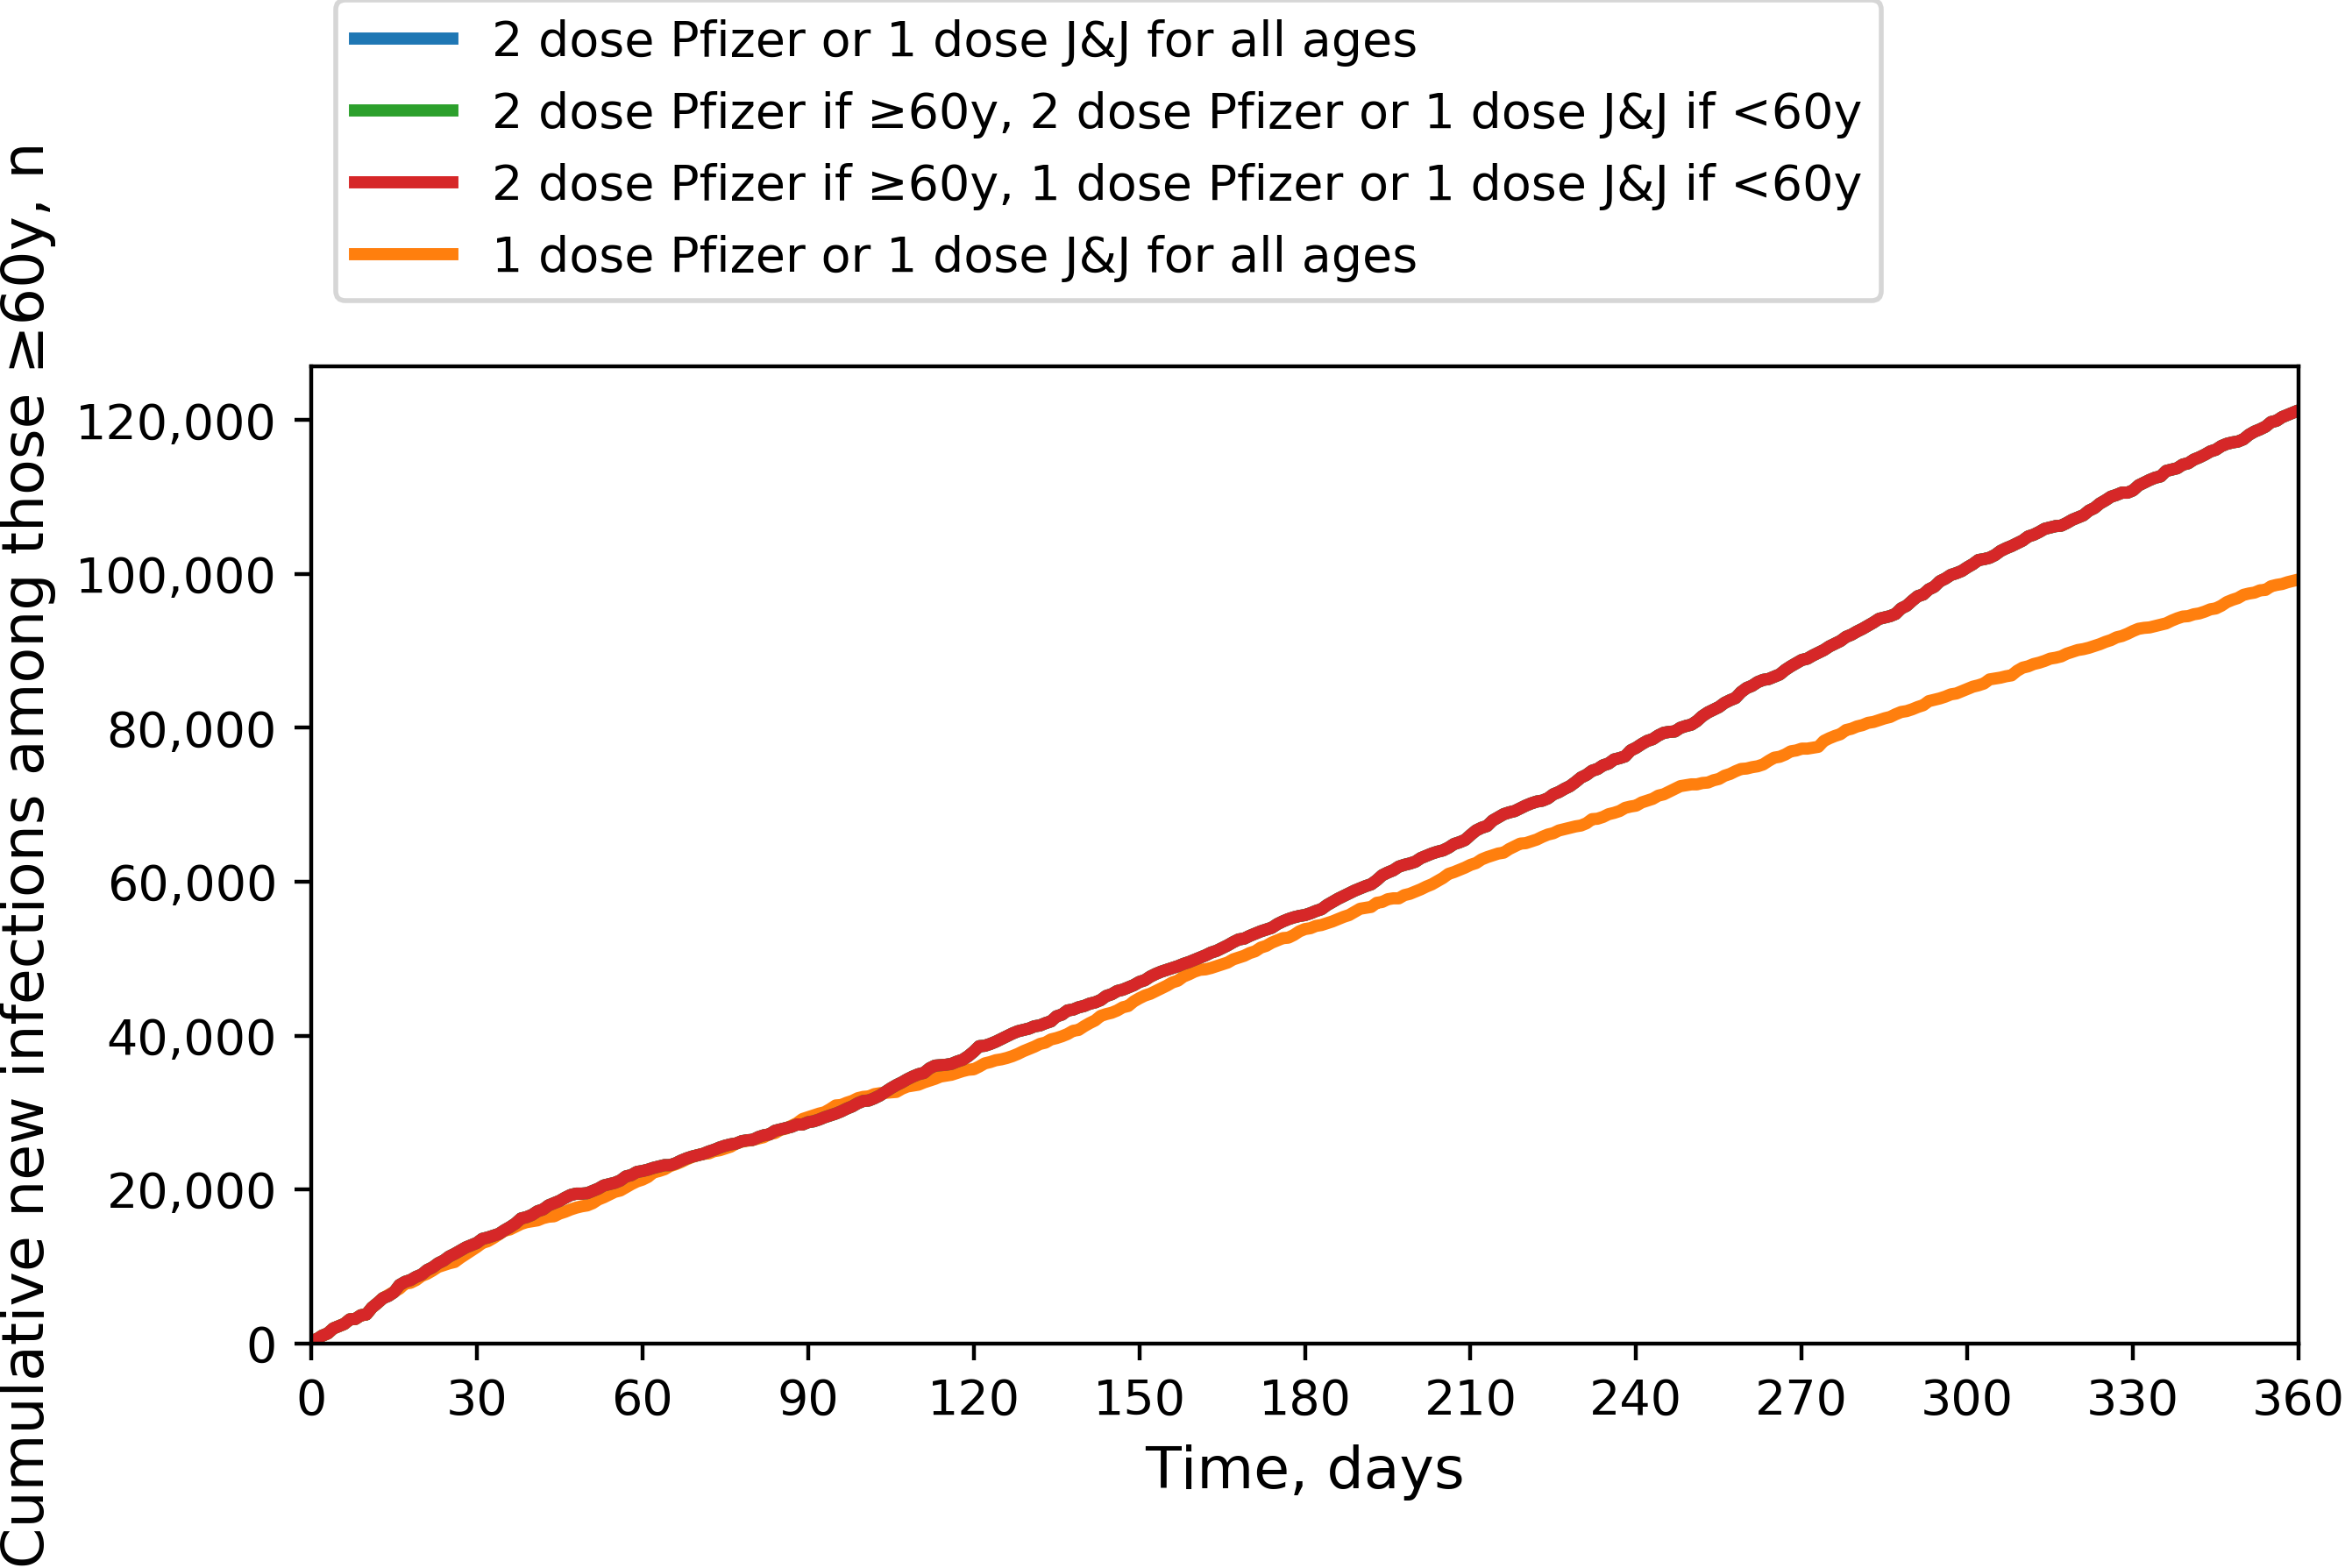 2 dose Pfizer or 1 dose J&J for all ages
2 dose Pfizer if ≥60y, 2 dose Pfizer or 1 dose J&J if <60y
2 dose Pfizer if ≥60y, 1 dose Pfizer or 1 dose J&J if <60y
1 dose Pfizer or 1 dose J&J for all ages
Cumulative new infections among those ≥60y, n
120,000
100,000
80,000
60,000
40,000
20,000
0
0 30 60 90 120 150 180 210 240 270 300 330 360
Time, days